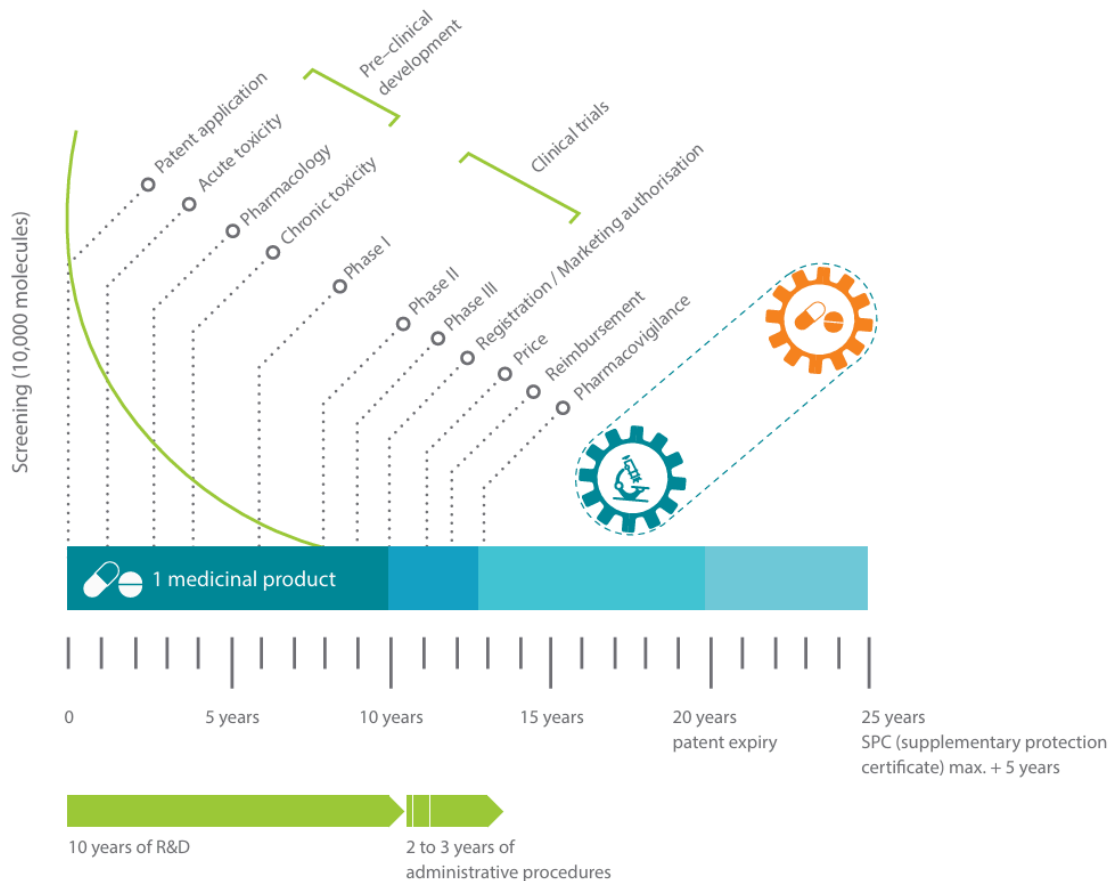 Pre–clinical
development
Patent application
Acute toxicity
Pharmacology
Chronic toxicity
Clinical trials
Phase I
Phase II
Phase III
Registration / Marketing authorisation
Price
Reimbursement
Pharmacovigilance
Screening (10,000 molecules)
1 medicinal product
0
5 years
10 years
15 years
20 years
patent expiry
25 years
SPC (supplementary protection
certificate) max. + 5 years
10 years of R&D
2 to 3 years of
administrative procedures